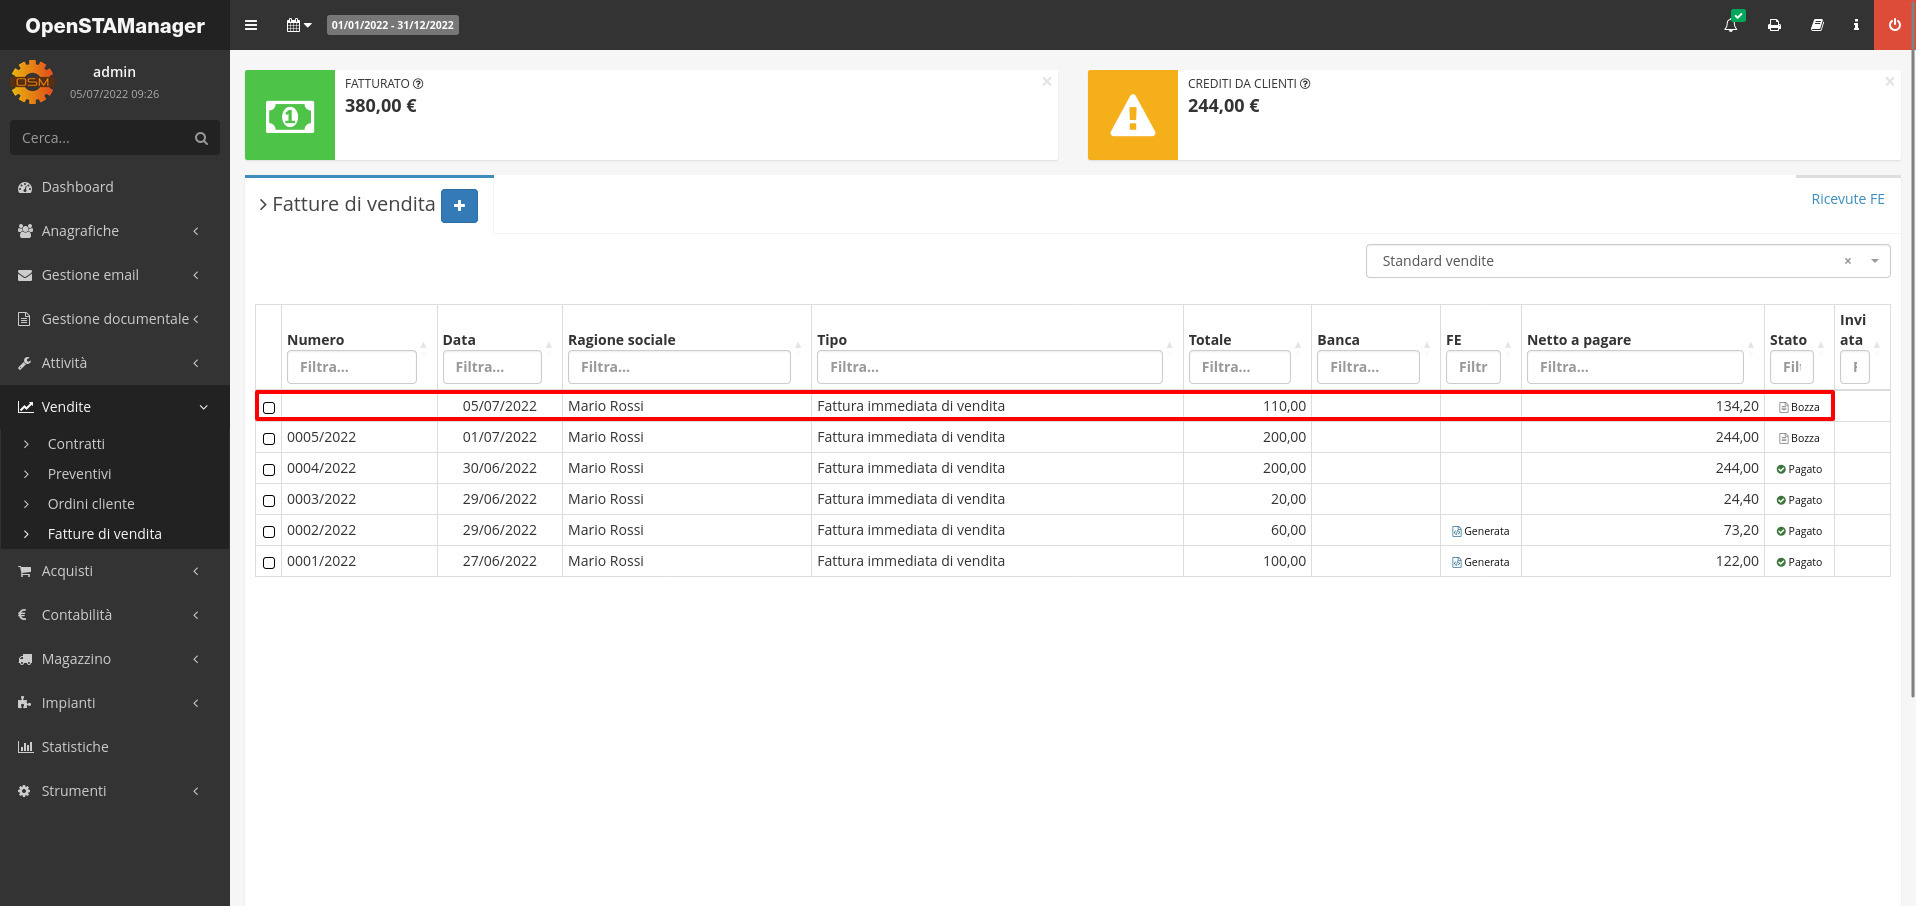 OpenSTAManager
01/01/2022 - 31/12/2022
OSM
admin
05/07/2022 09:26
Cerca...
Dashboard
Anagrafiche
Gestione email
Gestione documentale
Attività
Vendite
Contratti
Preventivi
Ordini cliente
Fatture di vendita
Acquisti
Contabilità
Magazzino
Impianti
Statistiche
Strumenti
FATTURATO
380,00 €
CREDITI DA CLIENTI
244,00 €
Fatture di vendita
Ricevute FE
Standard vendite
Numero Data Ragione sociale Tipo Totale Banca FE Netto a pagare Stato Invi
ata
Filtra... Filtra... Filtra... Filtra... Filtra... Filtra... Filtr Filtra... Fil F
05/07/2022 Mario Rossi Fattura immediata di vendita 110,00 134,20 Bozza
0005/2022 01/07/2022 Mario Rossi Fattura immediata di vendita 200,00 244,00 Bozza
0004/2022 30/06/2022 Mario Rossi Fattura immediata di vendita 200,00 244,00 Pagato
0003/2022 29/06/2022 Mario Rossi Fattura immediata di vendita 20,00 24,40 Pagato
0002/2022 29/06/2022 Mario Rossi Fattura immediata di vendita 60,00 Generata 73,20 Pagato
0001/2022 27/06/2022 Mario Rossi Fattura immediata di vendita 100,00 Generata 122,00 Pagato